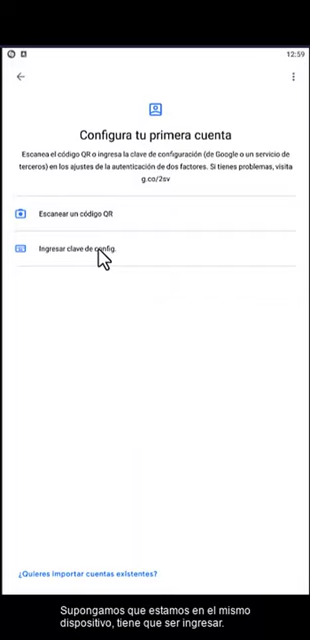 12:59
Configura tu primera cuenta
Escanea el código QR o ingresa la clave de configuración (de Google o un servicio de
terceros) en los ajustes de la autenticación de dos factores. Si tienes problemas, visita
g.co/2sv
Escanear un código QR
Ingresar clave de config.
¿Quieres importar cuentas existentes?
Supongamos que estamos en el mismo
dispositivo, tiene que ser ingresar.